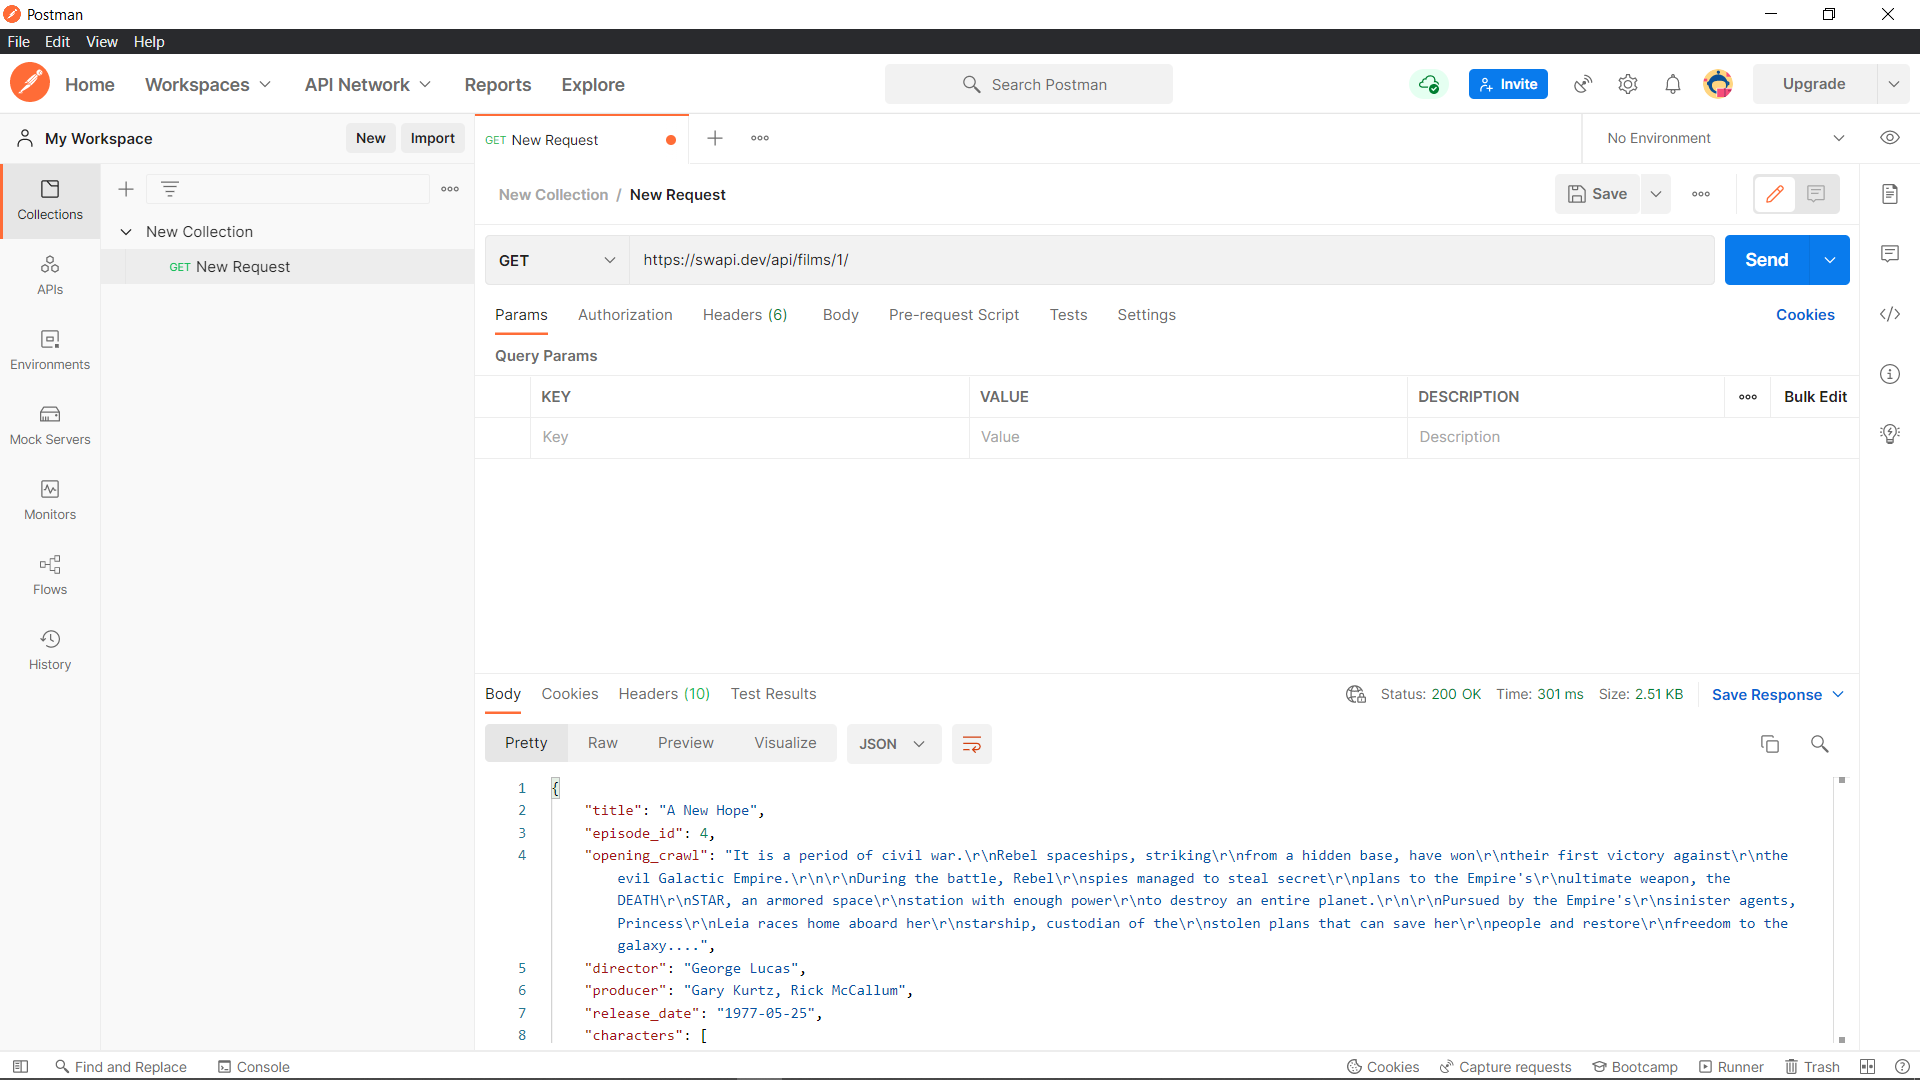 Postman
File Edit View Help
Home Workspaces API Network Reports Explore Search Postman Invite Upgrade
My Workspace New Import GET New Request No Environment
Collections
New Collection / New Request Save
New Collection
GET New Request
GET https://swapi.dev/api/films/1/ Send
APIs
Params Authorization Headers (6) Body Pre-request Script Tests Settings Cookies
Environments
Query Params
KEY VALUE DESCRIPTION Bulk Edit
Key Value Description
Mock Servers
Monitors
Flows
History
Body Cookies Headers (10) Test Results Status: 200 OK Time: 301 ms Size: 2.51 KB Save Response
Pretty Raw Preview Visualize JSON
1 {
2 "title": "A New Hope",
3 "episode_id": 4,
4 "opening_crawl": "It is a period of civil war.\r\nRebel spaceships, striking\r\nfrom a hidden base, have won\r\ntheir first victory against\r\nthe
evil Galactic Empire.\r\n\r\nDuring the battle, Rebel\r\nspies managed to steal secret\r\nplans to the Empire's\r\nultimate weapon, the
DEATH\r\nSTAR, an armored space\r\nstation with enough power\r\nto destroy an entire planet.\r\n\r\nPursued by the Empire's\r\nsinister agents,
Princess\r\nLeia races home aboard her\r\nstarship, custodian of the\r\nstolen plans that can save her\r\npeople and restore\r\nfreedom to the
galaxy....",
5 "director": "George Lucas",
6 "producer": "Gary Kurtz, Rick McCallum",
7 "release_date": "1977-05-25",
8 "characters": [
Find and Replace Console Cookies Capture requests Bootcamp Runner Trash